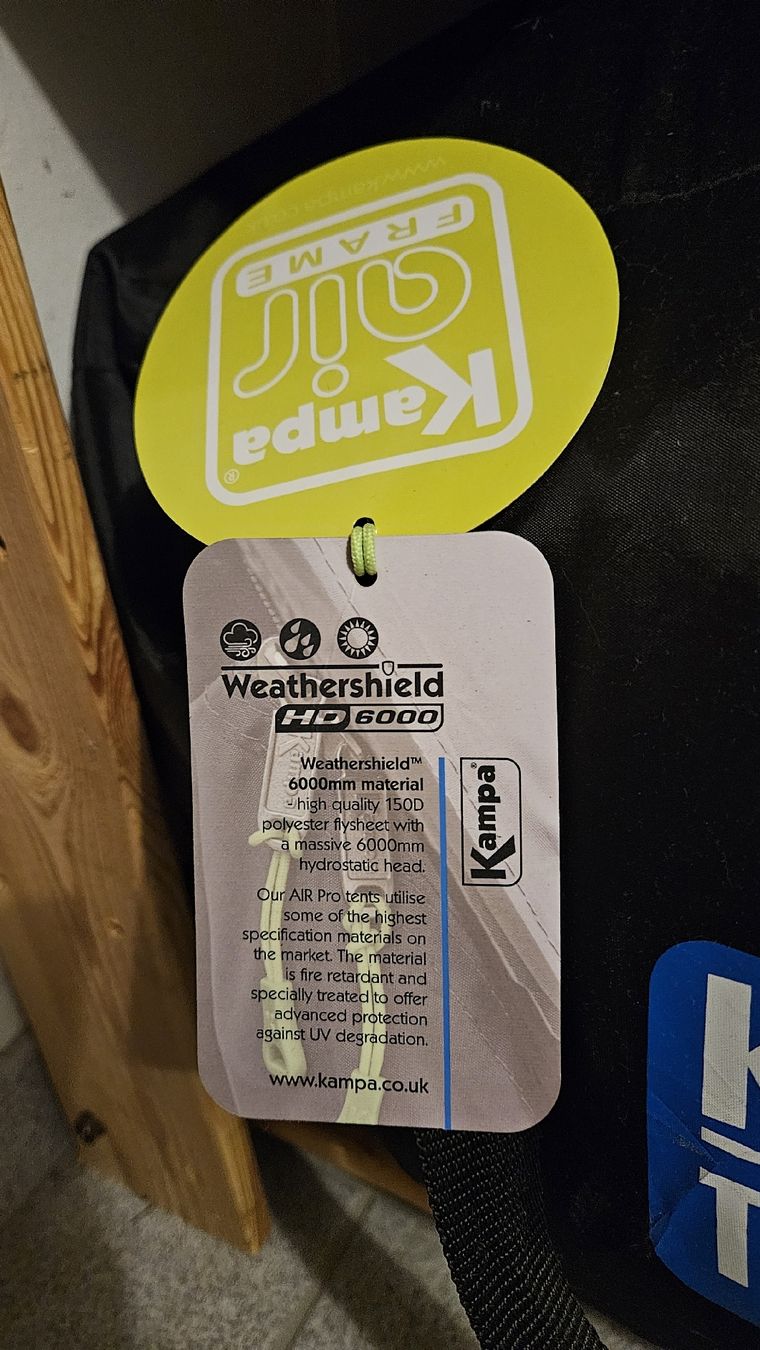 www.kampa.co.uk
FRAME
air
Kampa®
Weathershield
HD 6000
Weathershield™
6000mm material
- high quality 150D
polyester flysheet with
a massive 6000mm
hydrostatic head.
Kampa®
Our AIR Pro tents utilise
some of the highest
specification materials on
the market. The material
is fire retardant and
specially treated to offer
advanced protection
against UV degradation.
www.kampa.co.uk
K
T